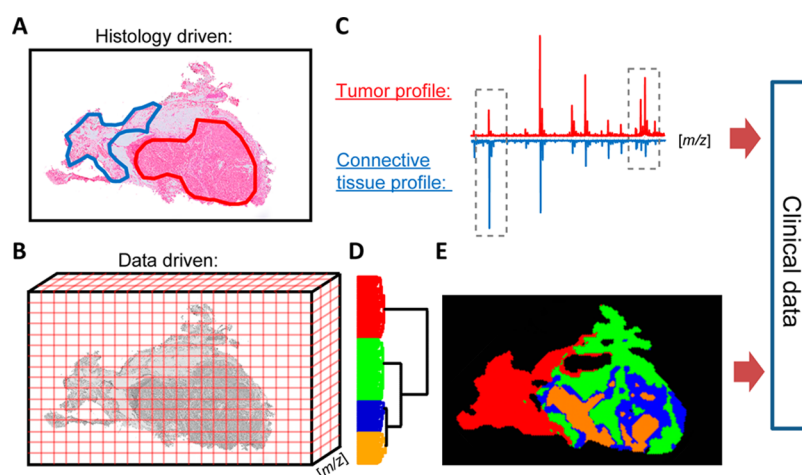 A
Histology driven:
C
Tumor profile:
[m/z]
Connective
tissue profile:
Clinical data
B
Data driven:
D
E
[m/z]